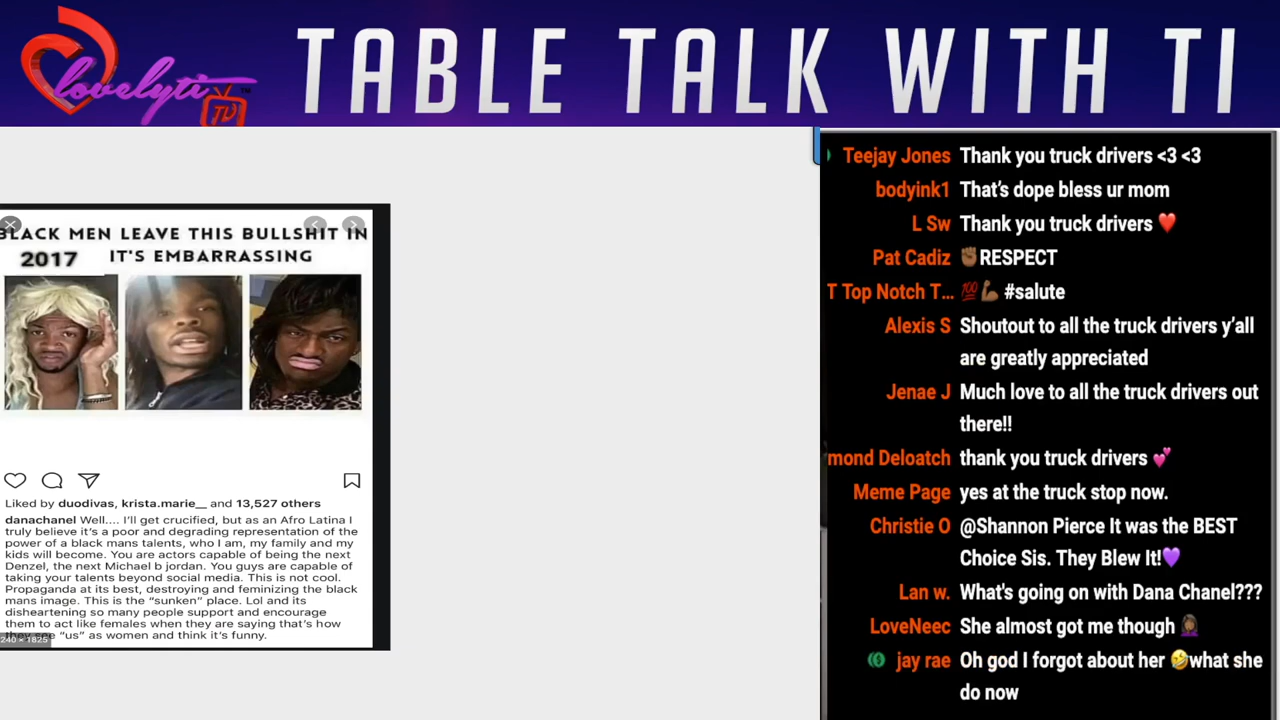 lovelyti TV
TABLE TALK WITH TI
BLACK MEN LEAVE THIS BULLSHIT IN
2017 IT'S EMBARRASSING
Liked by duodivas, krista.marie__ and 13,527 others
danachanel Well.... I'll get crucified, but as an Afro Latina I
truly believe it's a poor and degrading representation of the
power of a black mans talents, who I am, my family and my
kids will become. You are actors capable of being the next
Denzel, the next Michael b jordan. You guys are capable of
taking your talents beyond social media. This is not cool.
Propaganda at its best, destroying and feminizing the black
mans image. This is the “sunken” place. Lol and its
disheartening so many people support and encourage
them to act like females when they are saying that's how
they see “us” as women and think it's funny.
240 × 1825
Teejay Jones Thank you truck drivers <3 <3
bodyink1 That's dope bless ur mom
L Sw Thank you truck drivers ❤️
Pat Cadiz ✊🏾RESPECT
T Top Notch T... 💯💪🏾 #salute
Alexis S Shoutout to all the truck drivers y'all
are greatly appreciated
Jenae J Much love to all the truck drivers out
there!!
mond Deloatch thank you truck drivers 💕
Meme Page yes at the truck stop now.
Christie O @Shannon Pierce It was the BEST
Choice Sis. They Blew It!💜
Lan w. What's going on with Dana Chanel???
LoveNeec She almost got me though 🤦🏾‍♀️
jay rae Oh god I forgot about her 🤣what she
do now